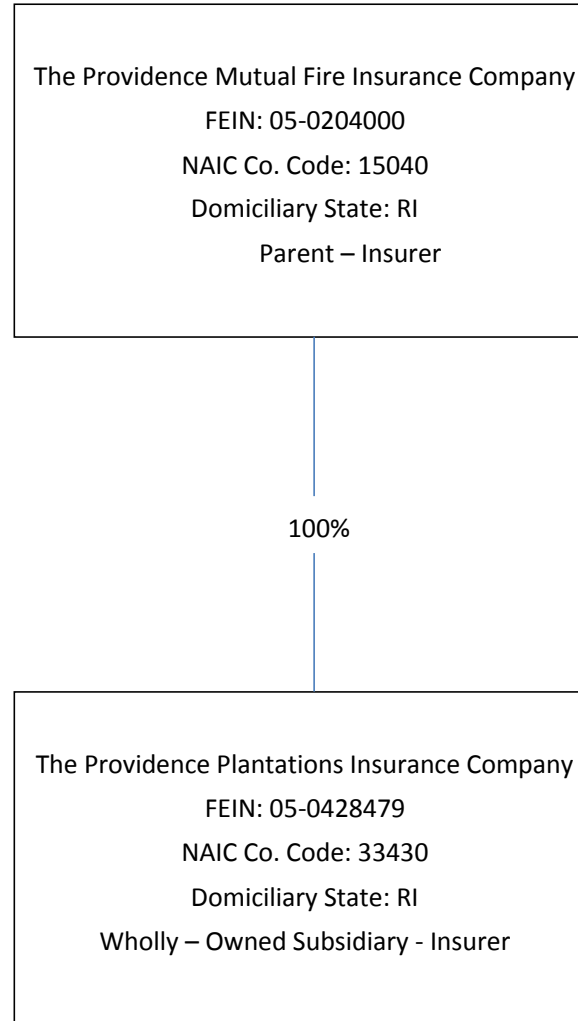 The Providence Mutual Fire Insurance Company
FEIN: 05-0204000
NAIC Co. Code: 15040
Domiciliary State: RI
Parent – Insurer
100%
The Providence Plantations Insurance Company
FEIN: 05-0428479
NAIC Co. Code: 33430
Domiciliary State: RI
Wholly – Owned Subsidiary - Insurer